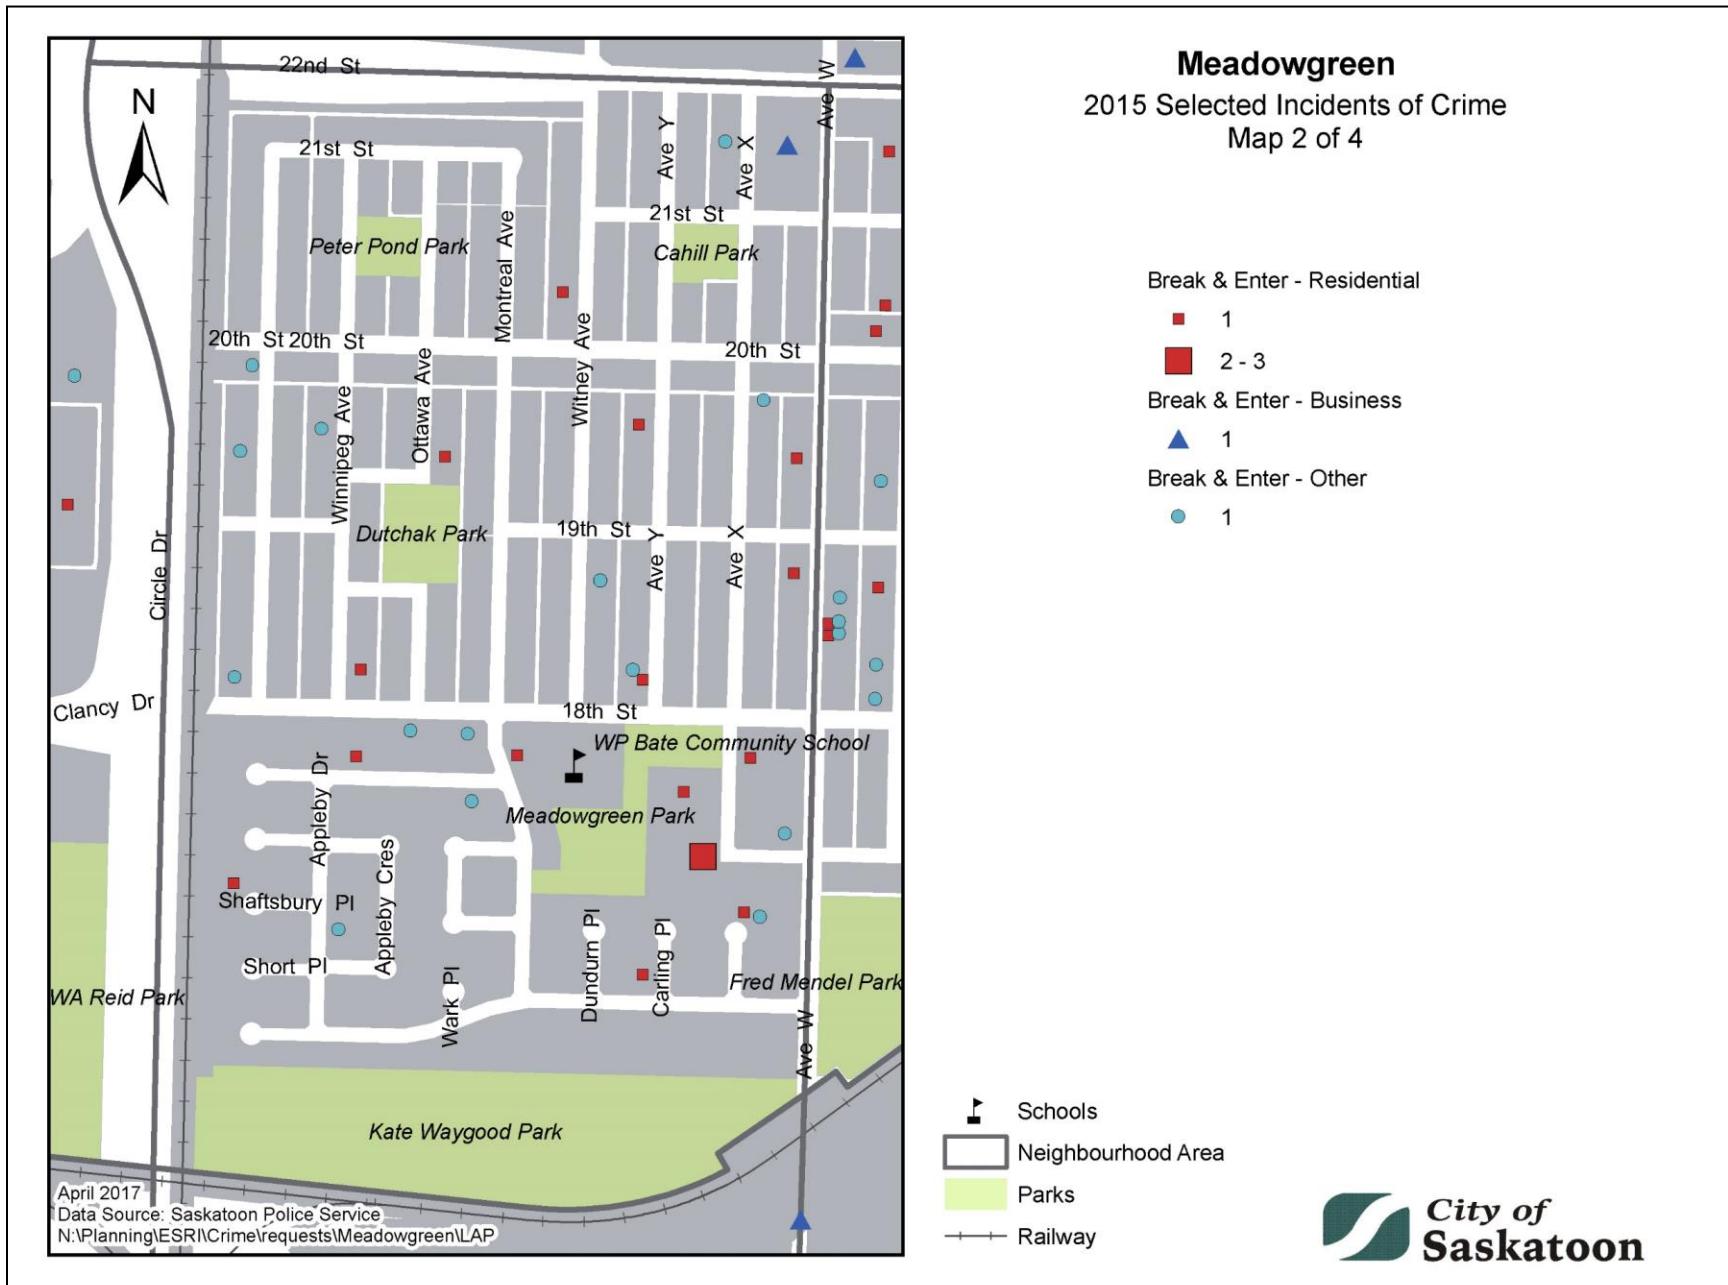 Meadowgreen
2015 Selected Incidents of Crime
Map 2 of 4
22nd St
Ave W
N
21st St
Ave Y
Ave X
21st St
Peter Pond Park
Montreal Ave
Cahill Park
20th St
20th St
Witney Ave
20th St
Winnipeg Ave
Ottawa Ave
Dutchak Park
19th St
Ave Y
Ave X
Circle Dr
Clancy Dr
18th St
WP Bate Community School
Appleby Dr
Meadowgreen Park
Appleby Cres
Shaftsbury Pl
Short Pl
Wark Pl
Dundurn Pl
Carling Pl
Fred Mendel Park
WA Reid Park
Ave W
Kate Waygood Park
April 2017
Data Source: Saskatoon Police Service
N:\Planning\ESRI\Crime\requests\Meadowgreen\LAP
Break & Enter - Residential
1
2 - 3
Break & Enter - Business
1
Break & Enter - Other
1
Schools
Neighbourhood Area
Parks
Railway
City of
Saskatoon